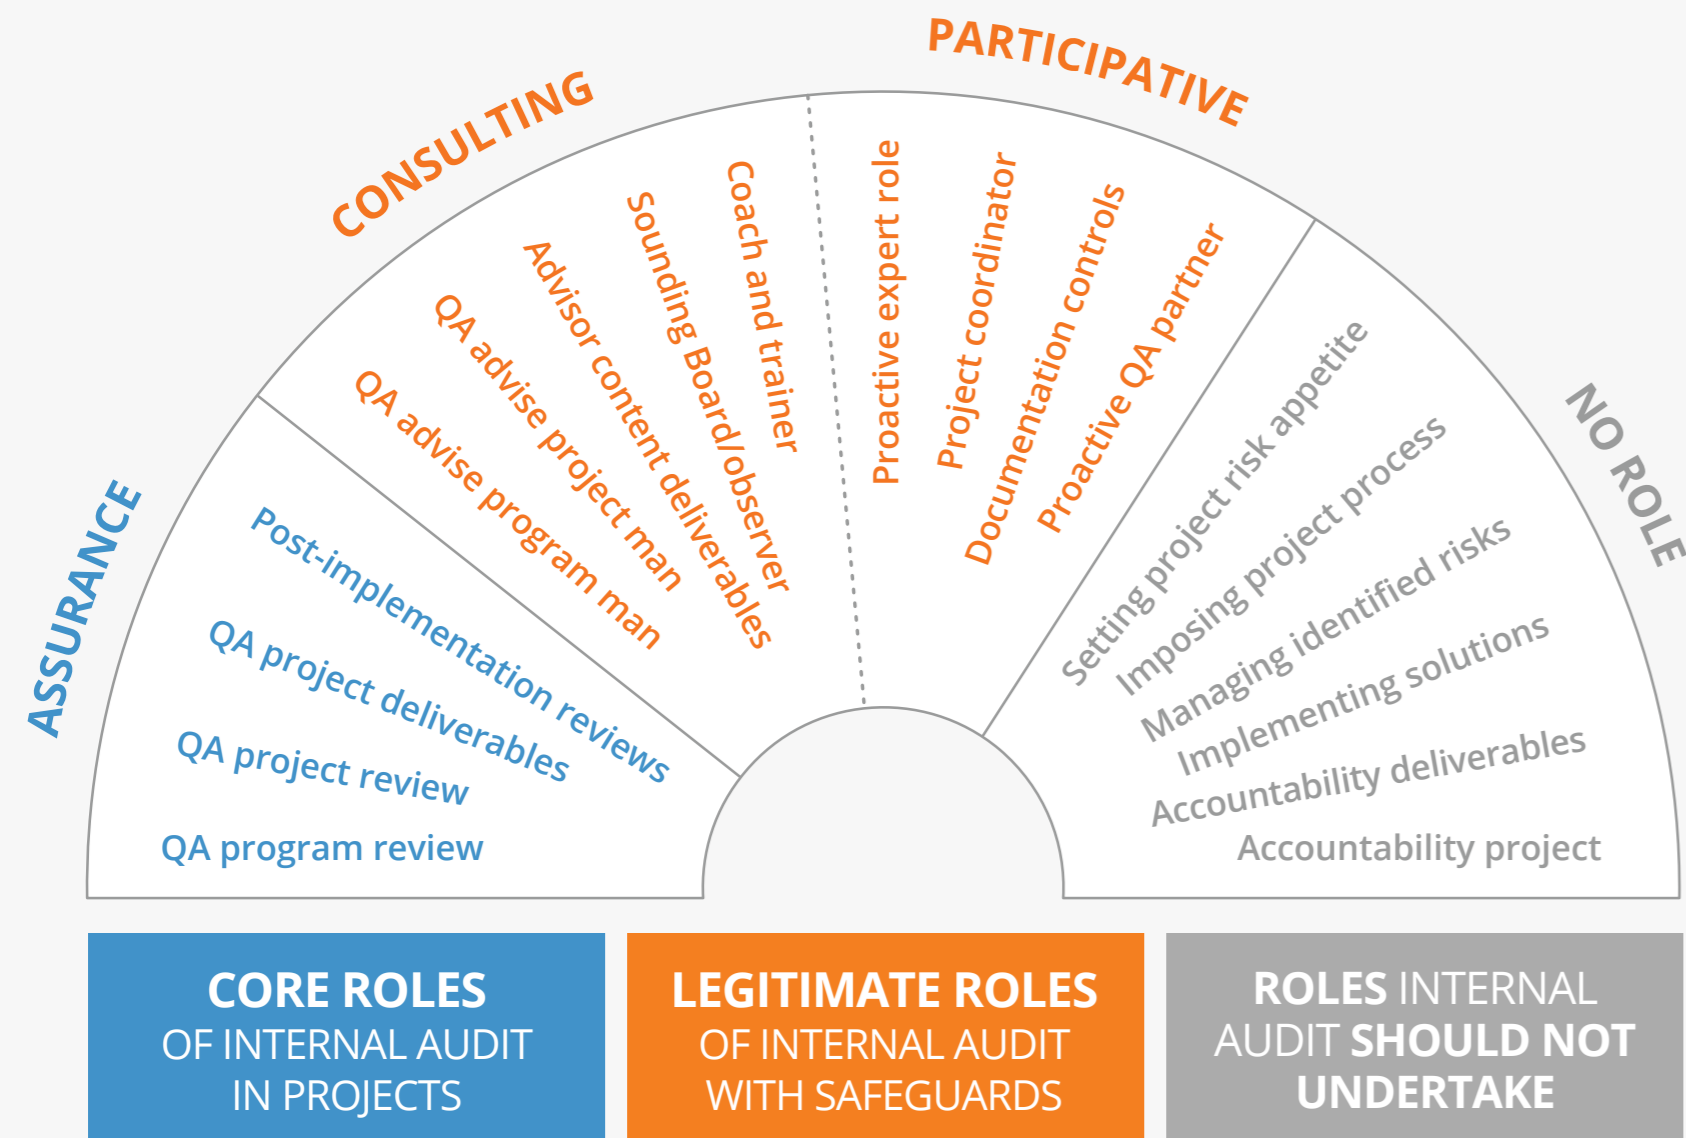 ASSURANCE
QA program review
QA project review
QA project deliverables
Post-implementation reviews
CONSULTING
QA advise program man
QA advise project man
Advisor content deliverables
Sounding Board/observer
Coach and trainer
PARTICIPATIVE
Proactive expert role
Project coordinator
Documentation controls
Proactive QA partner
NO ROLE
Setting project risk appetite
Imposing project process
Managing identified risks
Implementing solutions
Accountability deliverables
Accountability project
CORE ROLES
OF INTERNAL AUDIT
IN PROJECTS
LEGITIMATE ROLES
OF INTERNAL AUDIT
WITH SAFEGUARDS
ROLES INTERNAL
AUDIT SHOULD NOT
UNDERTAKE